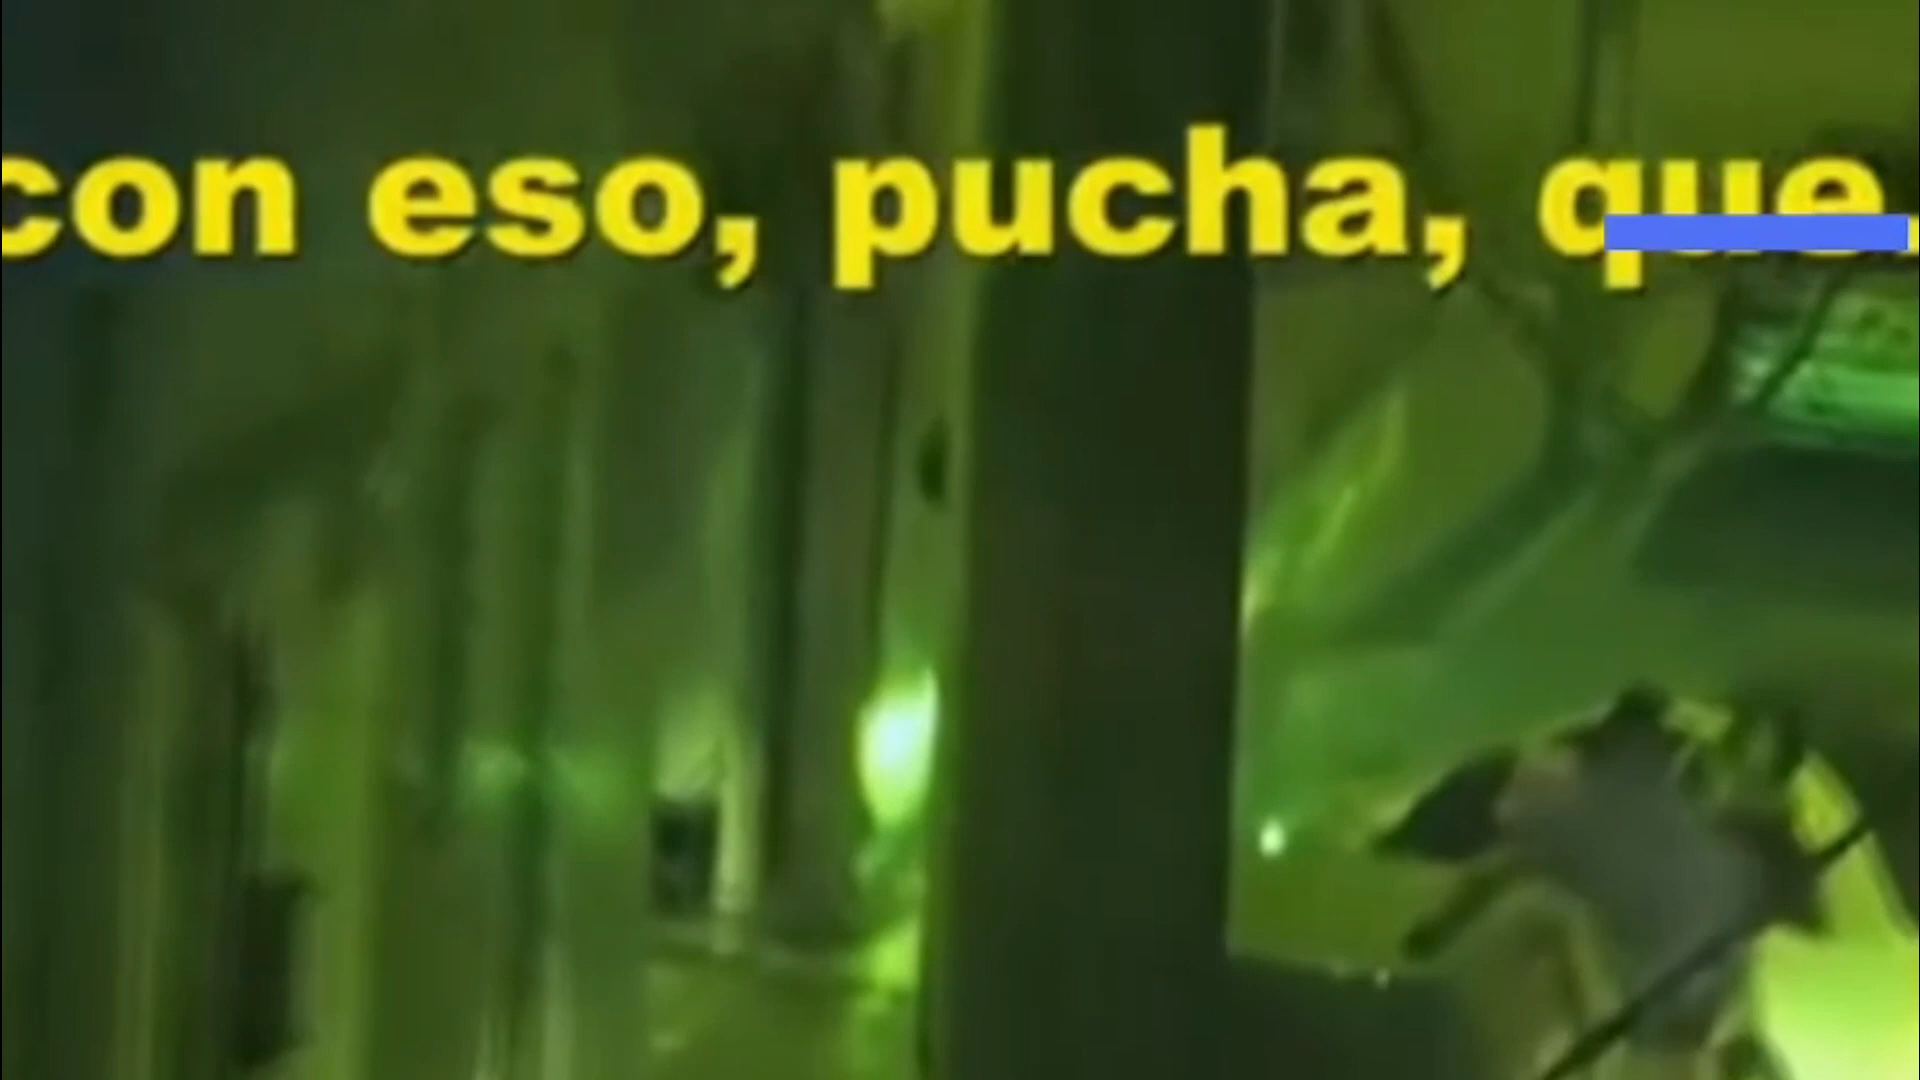 con eso, pucha, que.